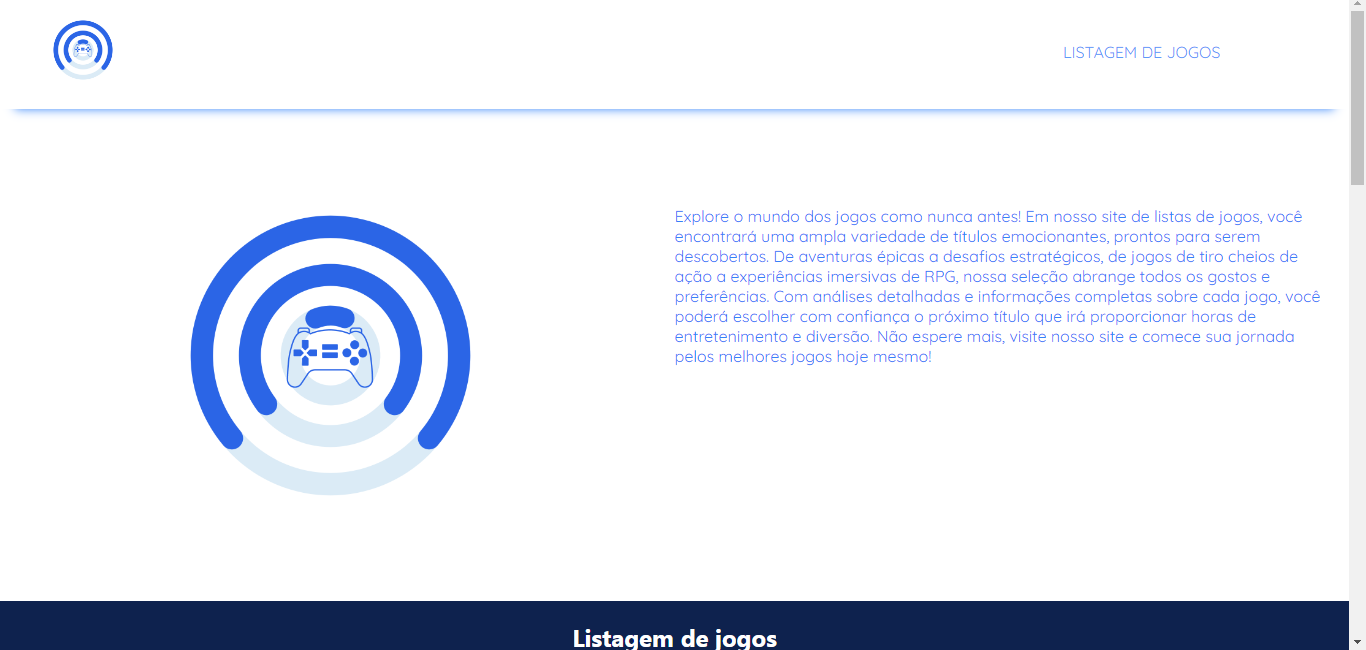 LISTAGEM DE JOGOS
Explore o mundo dos jogos como nunca antes! Em nosso site de listas de jogos, você
encontrará uma ampla variedade de títulos emocionantes, prontos para serem
descobertos. De aventuras épicas a desafios estratégicos, de jogos de tiro cheios de
ação a experiências imersivas de RPG, nossa seleção abrange todos os gostos e
preferências. Com análises detalhadas e informações completas sobre cada jogo, você
poderá escolher com confiança o próximo título que irá proporcionar horas de
entretenimento e diversão. Não espere mais, visite nosso site e comece sua jornada
pelos melhores jogos hoje mesmo!
Listagem de jogos